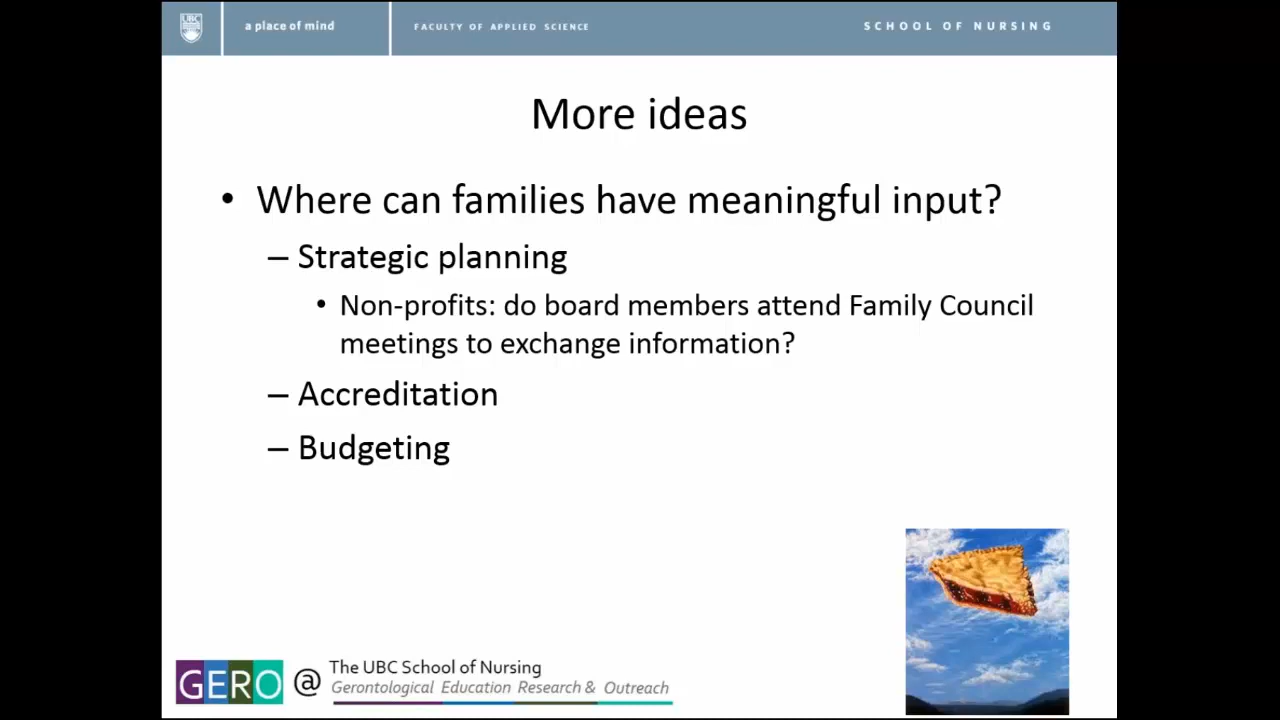 UBC
a place of mind
FACULTY OF APPLIED SCIENCE
SCHOOL OF NURSING
More ideas
• Where can families have meaningful input?
– Strategic planning
• Non-profits: do board members attend Family Council
meetings to exchange information?
– Accreditation
– Budgeting
GERO @
The UBC School of Nursing
Gerontological Education Research & Outreach